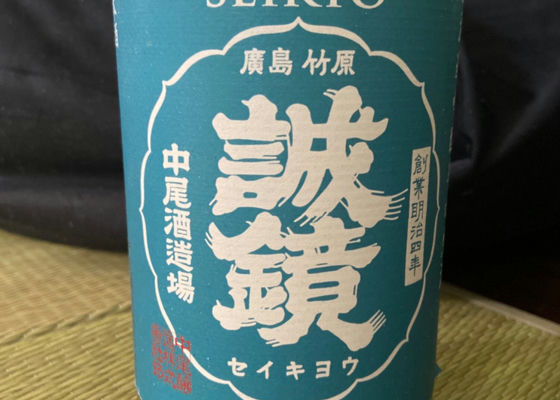 SEIKYO
廣島 竹原
誠鏡
創業明治四年
中尾酒造場
セイキヨウ